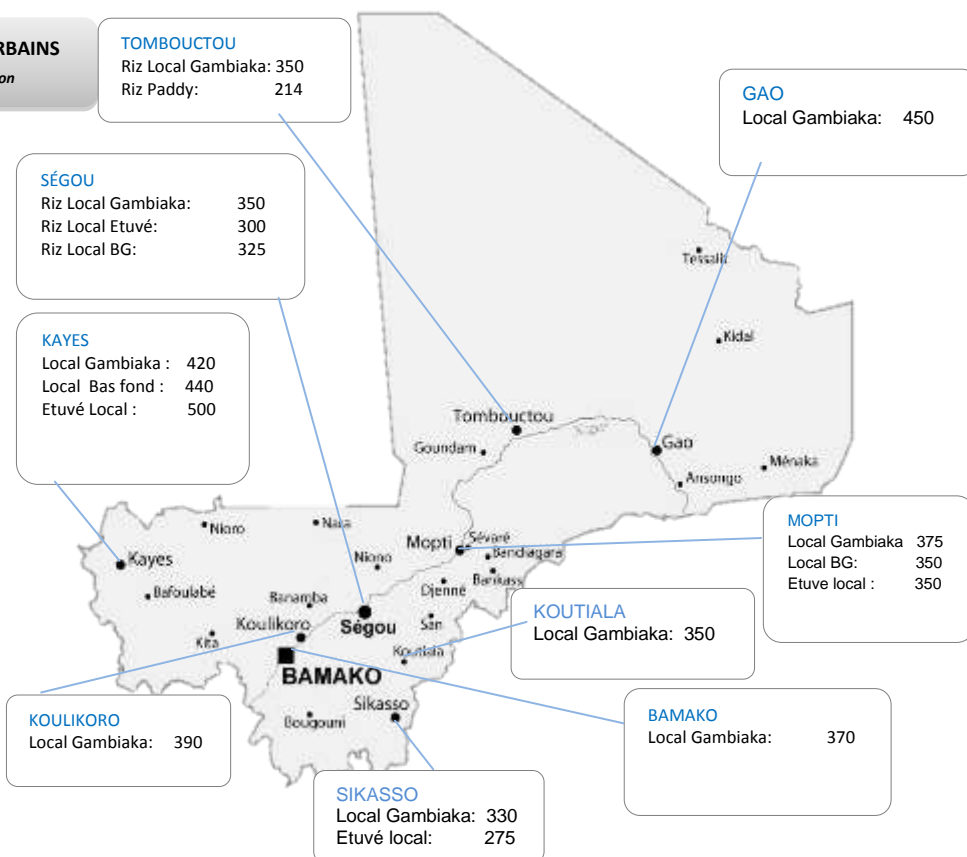 RBAINS
on
TOMBOUCTOU
Riz Local Gambiaka: 350
Riz Paddy: 214
GAO
Local Gambiaka: 450
SÉGOU
Riz Local Gambiaka: 350
Riz Local Etuvé: 300
Riz Local BG: 325
KAYES
Local Gambiaka : 420
Local Bas fond : 440
Etuvé Local : 500
Tessalit
Kidal
Tombouctou
Goundam
Gao
Ansongo
Ménaka
Nioro
Nara
Kayes
Bafoulabé
Niono
Mopti
Sévaré
Bandiagara
Bankass
Djenné
Banamba
Koulikoro
Ségou
San
Kita
Koutiala
BAMAKO
Sikasso
Bougouni
MOPTI
Local Gambiaka 375
Local BG: 350
Etuve local : 350
KOUTIALA
Local Gambiaka: 350
KOULIKORO
Local Gambiaka: 390
BAMAKO
Local Gambiaka: 370
SIKASSO
Local Gambiaka: 330
Etuvé local: 275